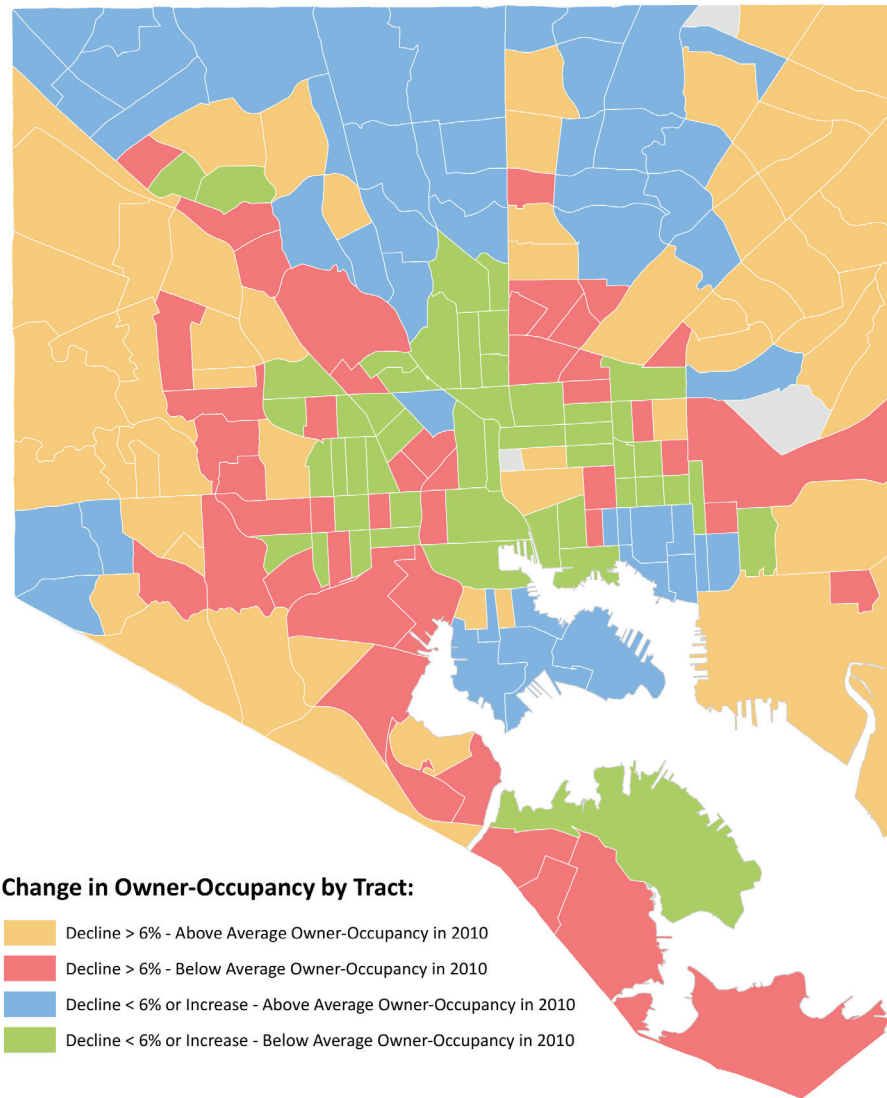 Change in Owner-Occupancy by Tract:
Decline > 6% - Above Average Owner-Occupancy in 2010
Decline > 6% - Below Average Owner-Occupancy in 2010
Decline < 6% or Increase - Above Average Owner-Occupancy in 2010
Decline < 6% or Increase - Below Average Owner-Occupancy in 2010